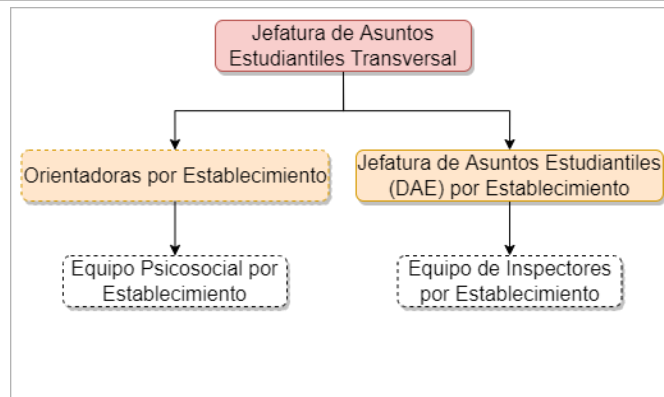 Jefatura de Asuntos
Estudiantiles Transversal
Orientadoras por Establecimiento
Jefatura de Asuntos Estudiantiles
(DAE) por Establecimiento
Equipo Psicosocial por
Establecimiento
Equipo de Inspectores
por Establecimiento